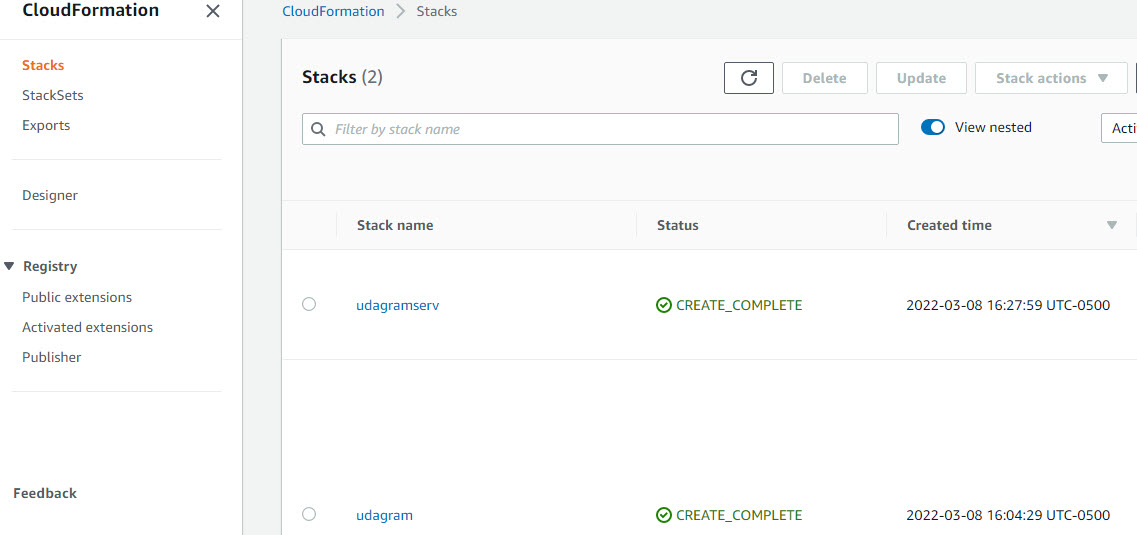 CloudFormation
Stacks
StackSets
Exports
Designer
Registry
Public extensions
Activated extensions
Publisher
Feedback
CloudFormation Stacks
Stacks (2)
Delete Update Stack actions
Filter by stack name View nested
Stack name Status Created time
udagramserv CREATE_COMPLETE 2022-03-08 16:27:59 UTC-0500
udagram CREATE_COMPLETE 2022-03-08 16:04:29 UTC-0500